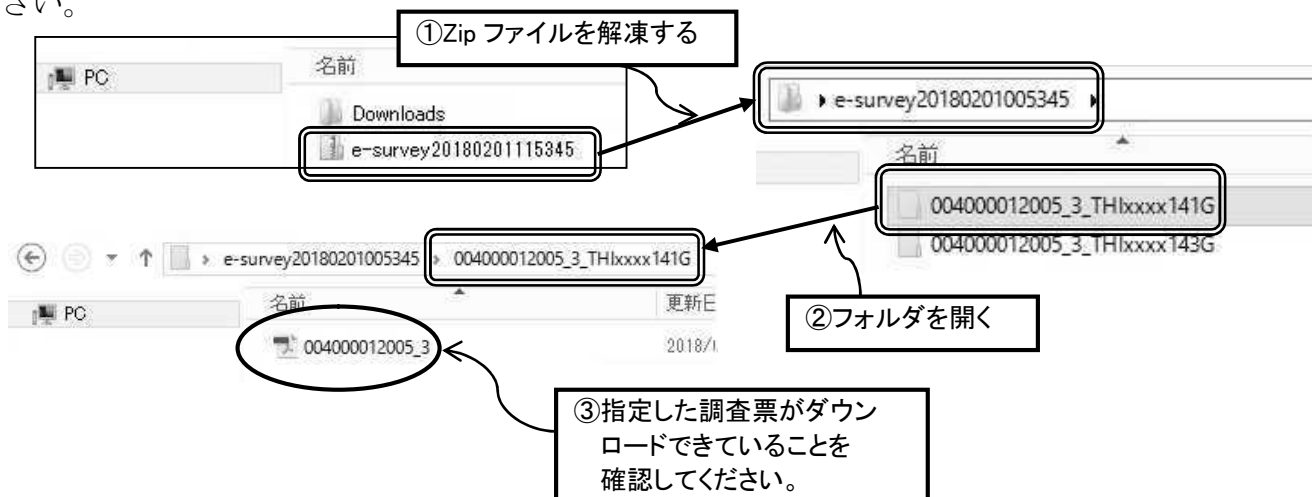 さい。
①Zip ファイルを解凍する
PC
名前
Downloads
e-survey20180201115345
e-survey20180201005345
名前
004000012005_3_THIxxxx141G
004000012005_3_THIxxxx143G
e-survey20180201005345 › 004000012005_3_THIxxxx141G
PC
名前
更新日
004000012005_3
2018/
②フォルダを開く
③指定した調査票がダウン
ロードできていることを
確認してください。